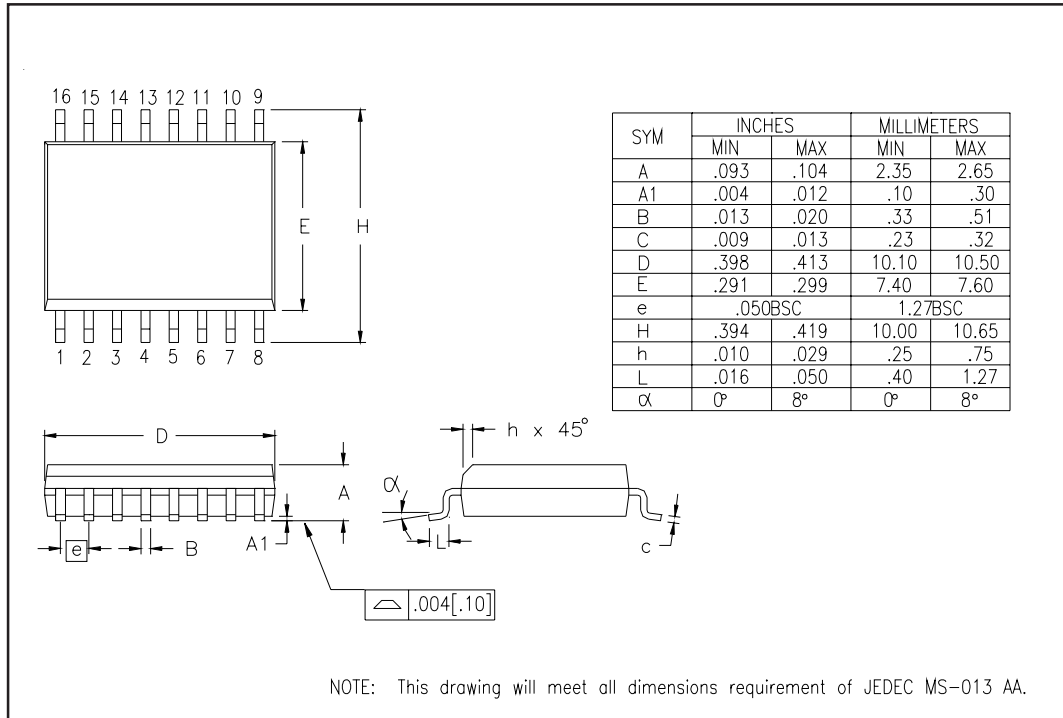 16 15 14 13 12 11 10 9
E
H
1 2 3 4 5 6 7 8
SYM INCHES MILLIMETERS
MIN MAX MIN MAX
A .093 .104 2.35 2.65
A1 .004 .012 .10 .30
B .013 .020 .33 .51
C .009 .013 .23 .32
D .398 .413 10.10 10.50
E .291 .299 7.40 7.60
e .050BSC 1.27BSC
H .394 .419 10.00 10.65
h .010 .029 .25 .75
L .016 .050 .40 1.27
α 0° 8° 0° 8°
D
h x 45°
A
α
e
B
A1
L
c
.004[.10]
NOTE: This drawing will meet all dimensions requirement of JEDEC MS-013 AA.